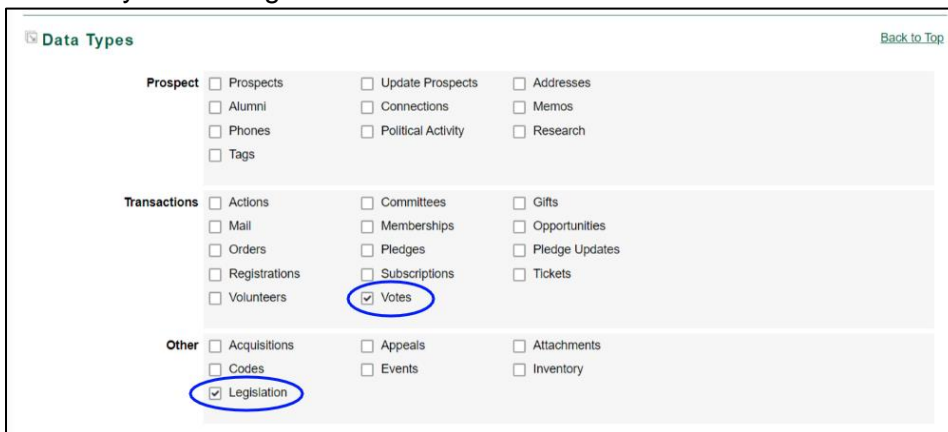 Data Types Back to Top
Prospect Prospects Update Prospects Addresses
Alumni Connections Memos
Phones Political Activity Research
Tags
Transactions Actions Committees Gifts
Mail Memberships Opportunities
Orders Pledges Pledge Updates
Registrations Subscriptions Tickets
Volunteers Votes
Other Acquisitions Appeals Attachments
Codes Events Inventory
Legislation